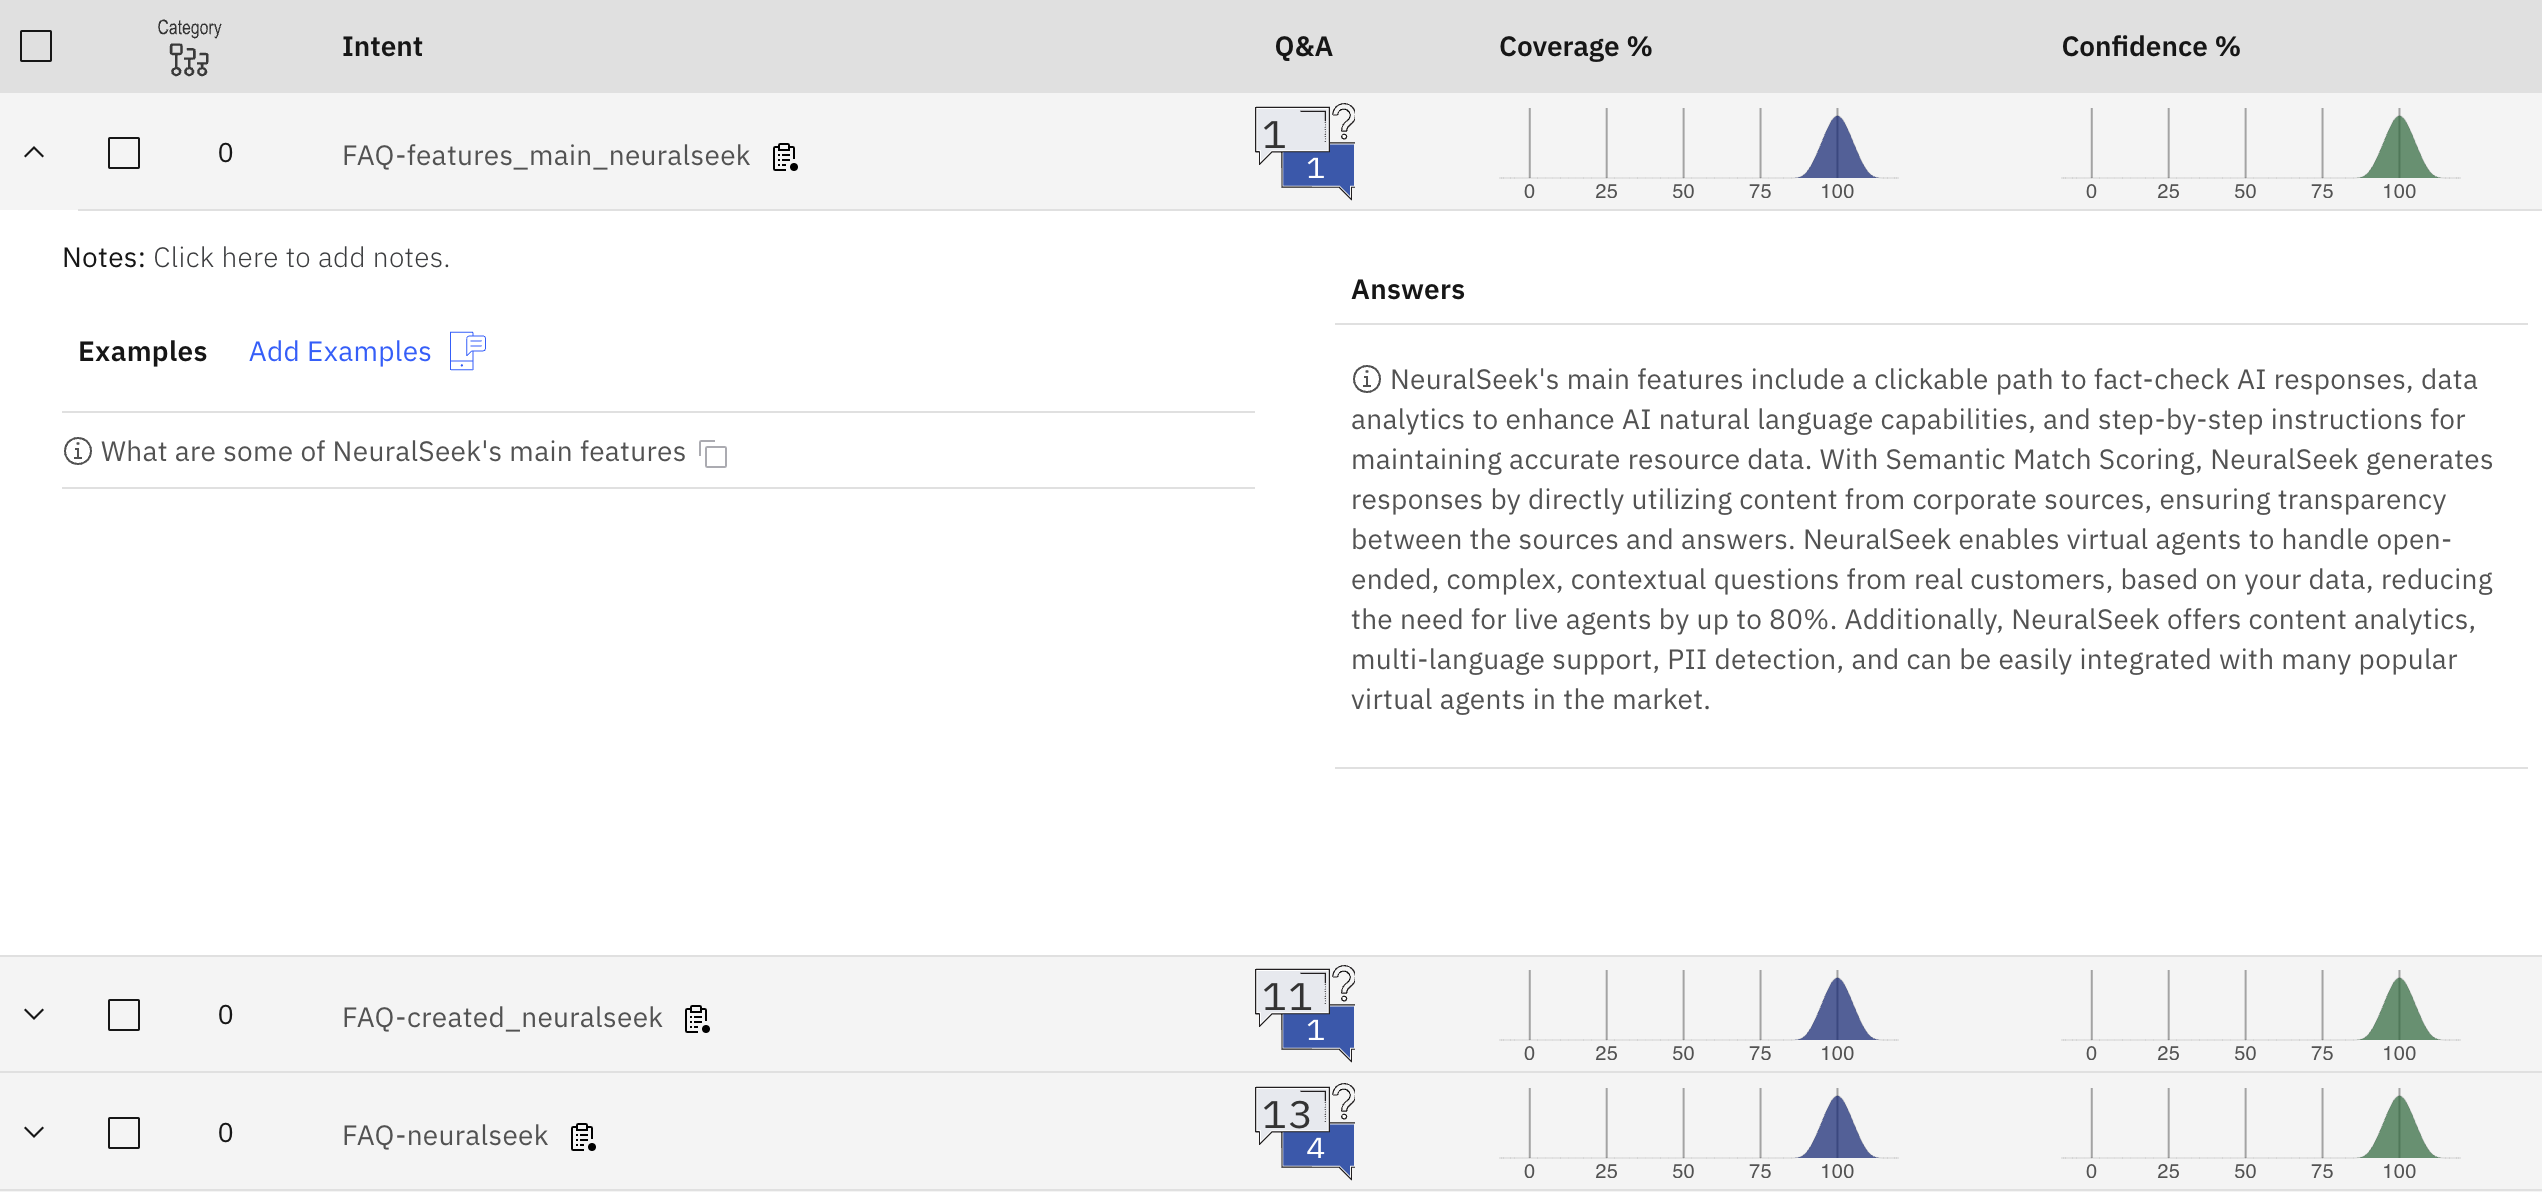 Category
Intent
Q&A
Coverage %
Confidence %
0
FAQ-features_main_neuralseek
1
?
1
0 25 50 75 100
0 25 50 75 100
Notes: Click here to add notes.
Examples Add Examples
What are some of NeuralSeek's main features
Answers
NeuralSeek's main features include a clickable path to fact-check AI responses, data
analytics to enhance AI natural language capabilities, and step-by-step instructions for
maintaining accurate resource data. With Semantic Match Scoring, NeuralSeek generates
responses by directly utilizing content from corporate sources, ensuring transparency
between the sources and answers. NeuralSeek enables virtual agents to handle open-
ended, complex, contextual questions from real customers, based on your data, reducing
the need for live agents by up to 80%. Additionally, NeuralSeek offers content analytics,
multi-language support, PII detection, and can be easily integrated with many popular
virtual agents in the market.
0
FAQ-created_neuralseek
11
?
1
0 25 50 75 100
0 25 50 75 100
0
FAQ-neuralseek
13
?
4
0 25 50 75 100
0 25 50 75 100